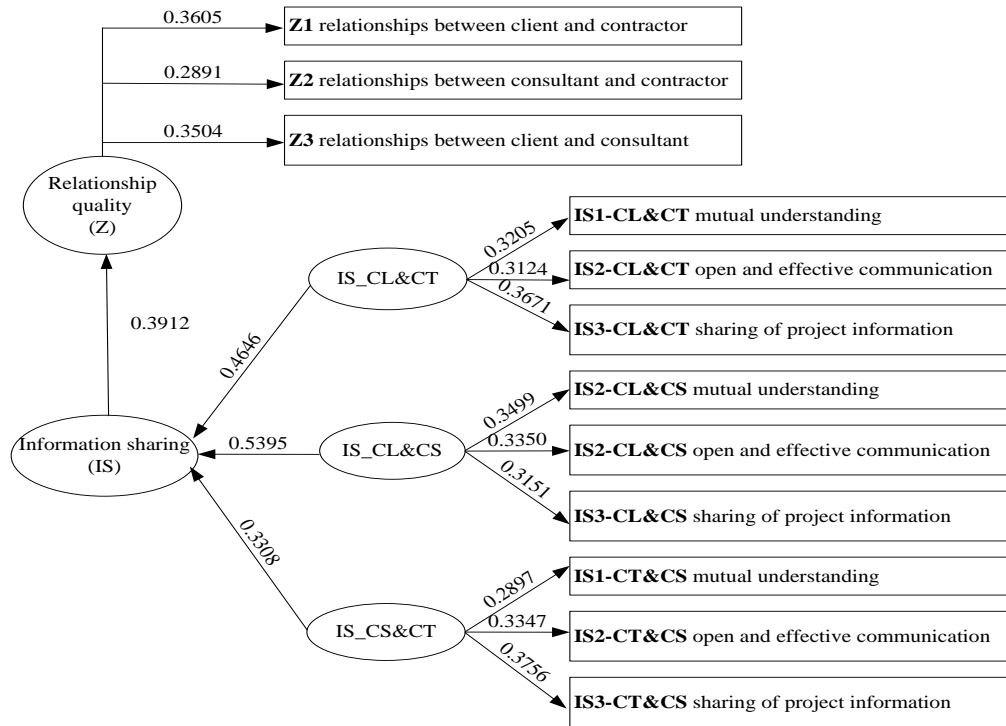 0.3605
Z1 relationships between client and contractor
0.2891
Z2 relationships between consultant and contractor
0.3504
Z3 relationships between client and consultant
Relationship
quality
(Z)
0.3912
Information sharing
(IS)
0.4646
IS_CL&CT
0.3205
IS1-CL&CT mutual understanding
0.3124
IS2-CL&CT open and effective communication
0.3671
IS3-CL&CT sharing of project information
0.5395
IS_CL&CS
0.3499
IS2-CL&CS mutual understanding
0.3350
IS2-CL&CS open and effective communication
0.3151
IS3-CL&CS sharing of project information
0.3308
IS_CS&CT
0.2897
IS1-CT&CS mutual understanding
0.3347
IS2-CT&CS open and effective communication
0.3756
IS3-CT&CS sharing of project information